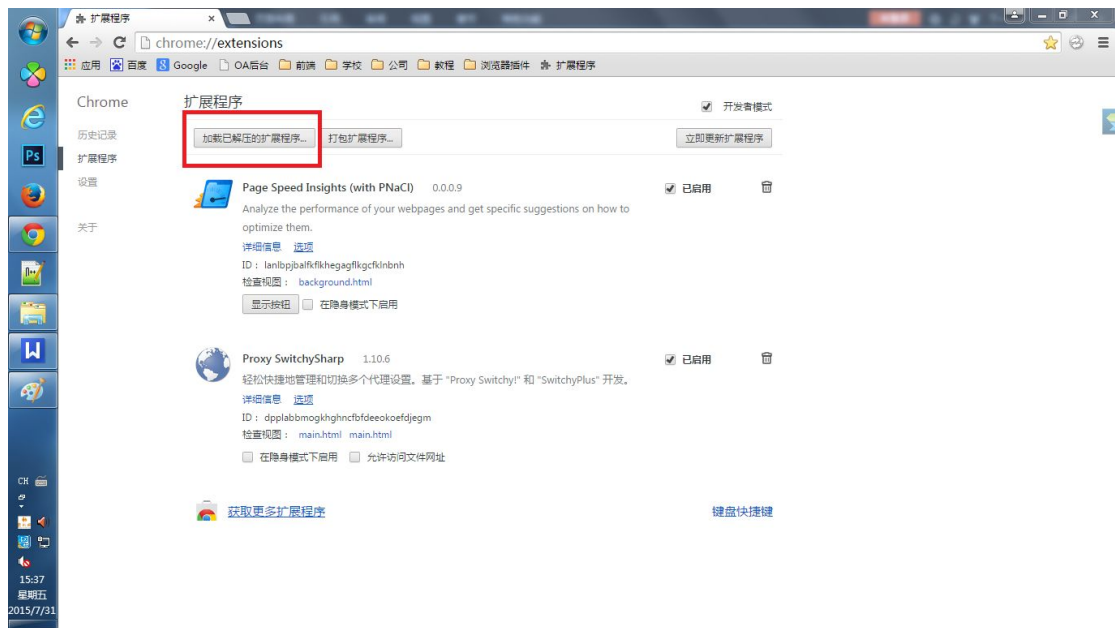 扩展程序
chrome://extensions
应用 百度 Google OA后台 前端 学校 公司 教程 浏览器插件 扩展程序
Chrome
历史记录
扩展程序
设置
关于
扩展程序
开发者模式
加载已解压的扩展程序... 打包扩展程序... 立即更新扩展程序
Page Speed Insights (with PNaCl) 0.0.0.9 已启用
Analyze the performance of your webpages and get specific suggestions on how to
optimize them.
详细信息 选项
ID： lanlbpjbalfkflkhegagflkgcfklnbnh
检查视图： background.html
显示按钮 在隐身模式下启用
Proxy SwitchySharp 1.10.6 已启用
轻松快捷地管理和切换多个代理设置。基于 "Proxy Switchy!" 和 "SwitchyPlus" 开发。
详细信息 选项
ID： dpplabbmogkhghncfbfdeeokoefdjegm
检查视图： main.html main.html
在隐身模式下启用 允许访问文件网址
获取更多扩展程序 键盘快捷键
Ps
CH
15:37
星期五
2015/7/31